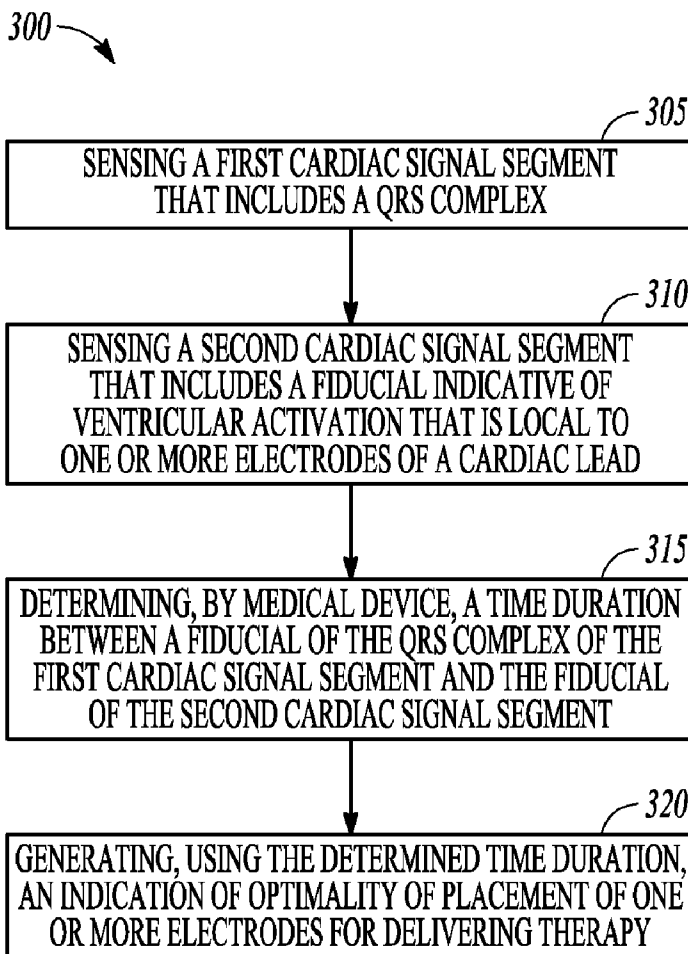 300
305
SENSING A FIRST CARDIAC SIGNAL SEGMENT
THAT INCLUDES A QRS COMPLEX
310
SENSING A SECOND CARDIAC SIGNAL SEGMENT
THAT INCLUDES A FIDUCIAL INDICATIVE OF
VENTRICULAR ACTIVATION THAT IS LOCAL TO
ONE OR MORE ELECTRODES OF A CARDIAC LEAD
315
DETERMINING, BY MEDICAL DEVICE, A TIME DURATION
BETWEEN A FIDUCIAL OF THE QRS COMPLEX OF THE
FIRST CARDIAC SIGNAL SEGMENT AND THE FIDUCIAL
OF THE SECOND CARDIAC SIGNAL SEGMENT
320
GENERATING, USING THE DETERMINED TIME DURATION,
AN INDICATION OF OPTIMALITY OF PLACEMENT OF ONE
OR MORE ELECTRODES FOR DELIVERING THERAPY